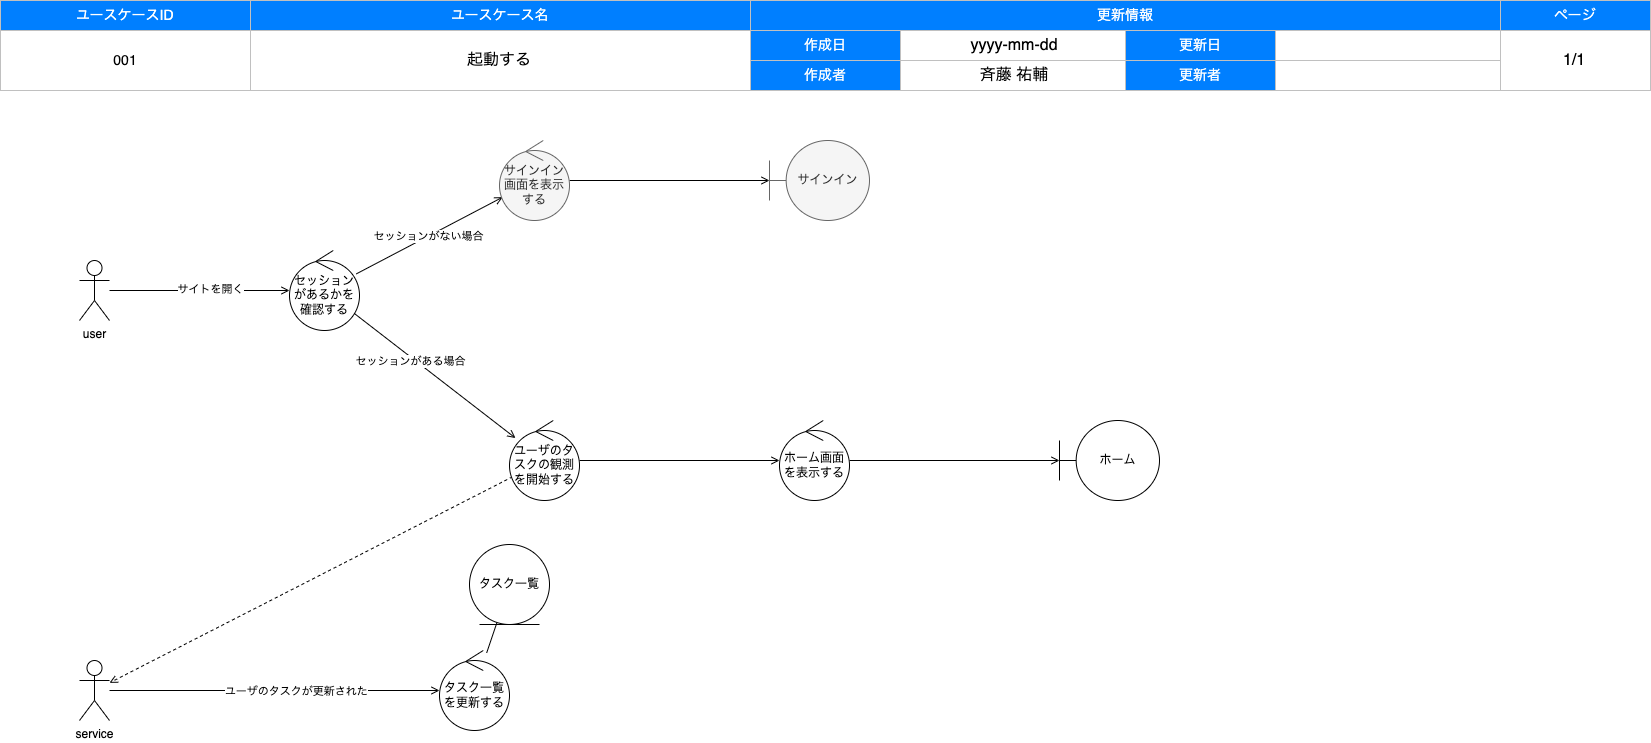 ユースケースID
ユースケース名
更新情報
ページ
001
起動する
作成日
yyyy-mm-dd
更新日
1/1
作成者
斉藤 祐輔
更新者
サインイン
画面を表示
する
サインイン
セッションがない場合
サイトを開く
セッション
があるかを
確認する
user
セッションがある場合
ユーザのタ
スクの観測
を開始する
ホーム画面
を表示する
ホーム
タスク一覧
ユーザのタスクが更新された
タスク一覧
を更新する
service